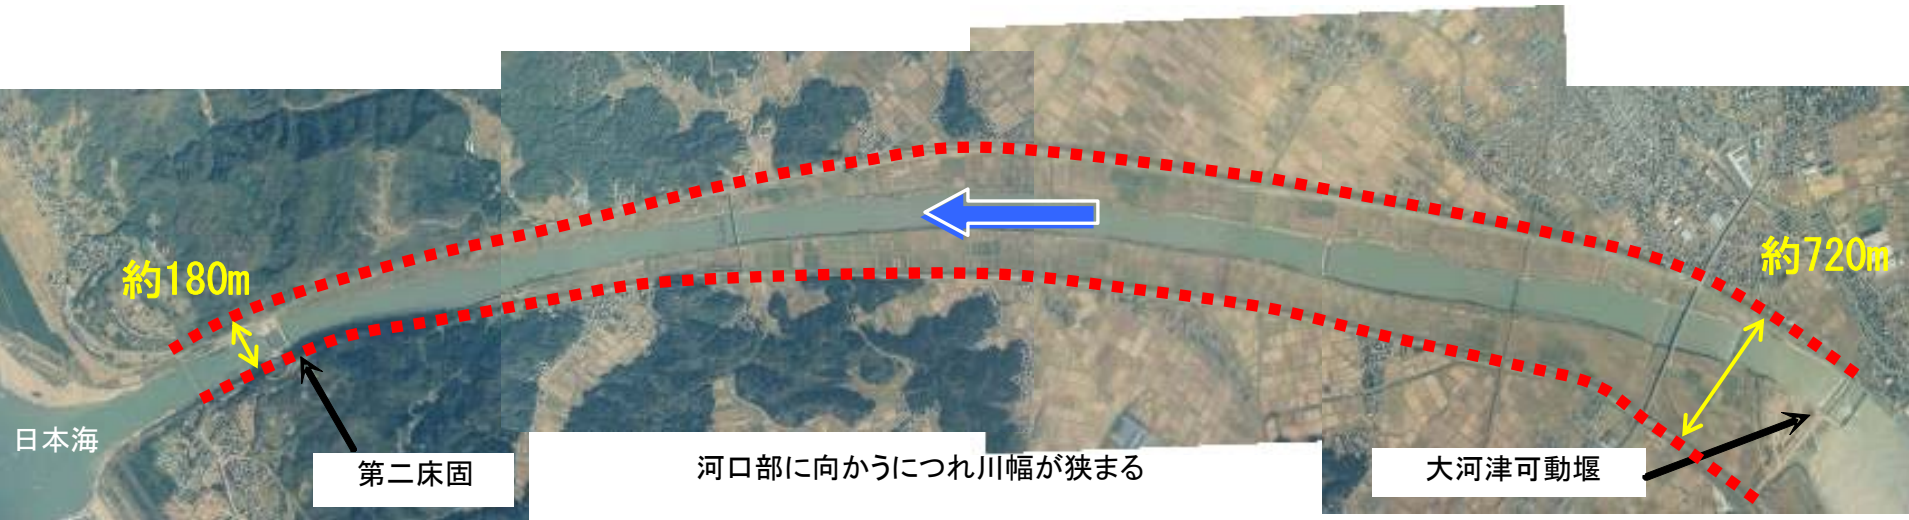 約180m
約720m
日本海
第二床固
河口部に向かうにつれ川幅が狭まる
大河津可動堰